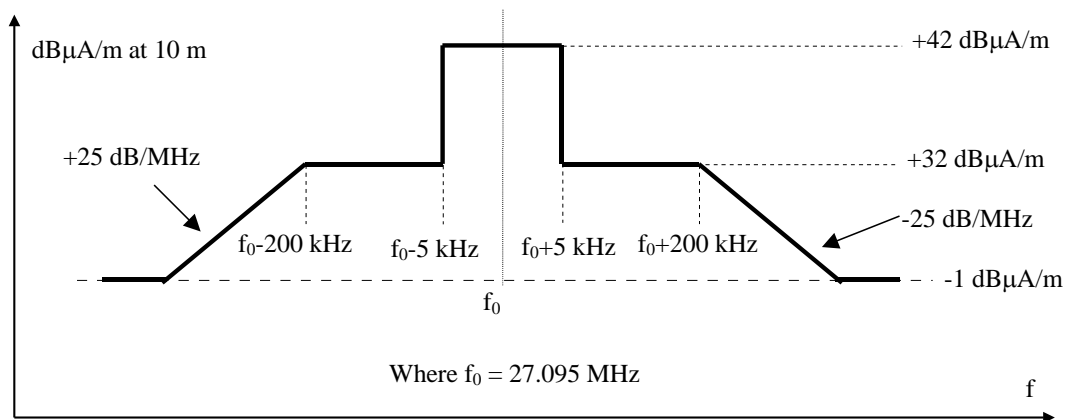 dBµA/m at 10 m
+42 dBµA/m
+25 dB/MHz
+32 dBµA/m
-25 dB/MHz
f₀-200 kHz
f₀-5 kHz
f₀+5 kHz
f₀+200 kHz
-1 dBµA/m
f₀
Where f₀ = 27.095 MHz
f